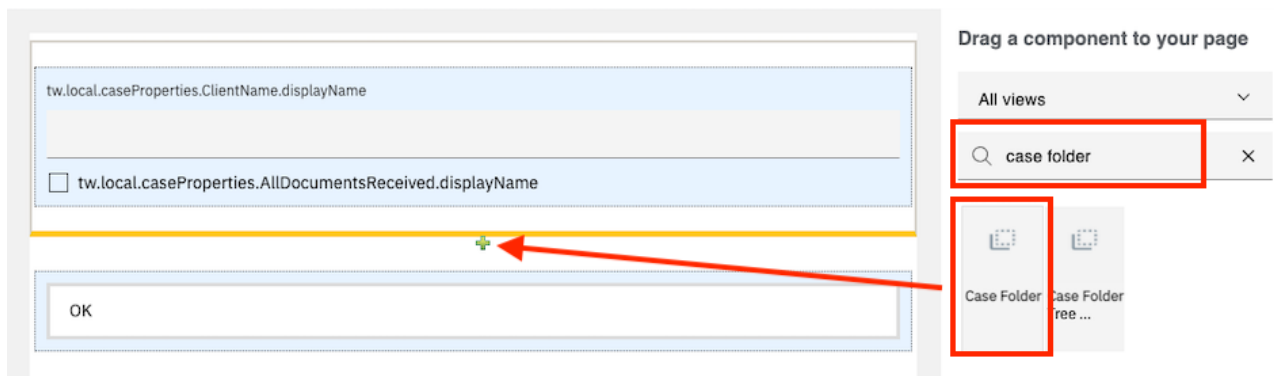 tw.local.caseProperties.ClientName.displayName
tw.local.caseProperties.AllDocumentsReceived.displayName
OK
Drag a component to your page
All views
case folder
Case Folder
Case Folder
Tree ...